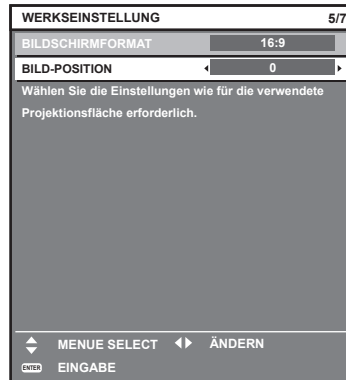 WERKSEINSTELLUNG 5/7
BILDSCHIRMFORMAT 16:9
BILD-POSITION 0
Wählen Sie die Einstellungen wie für die verwendete
Projektionsfläche erforderlich.
MENUE SELECT ÄNDERN
ENTER EINGABE